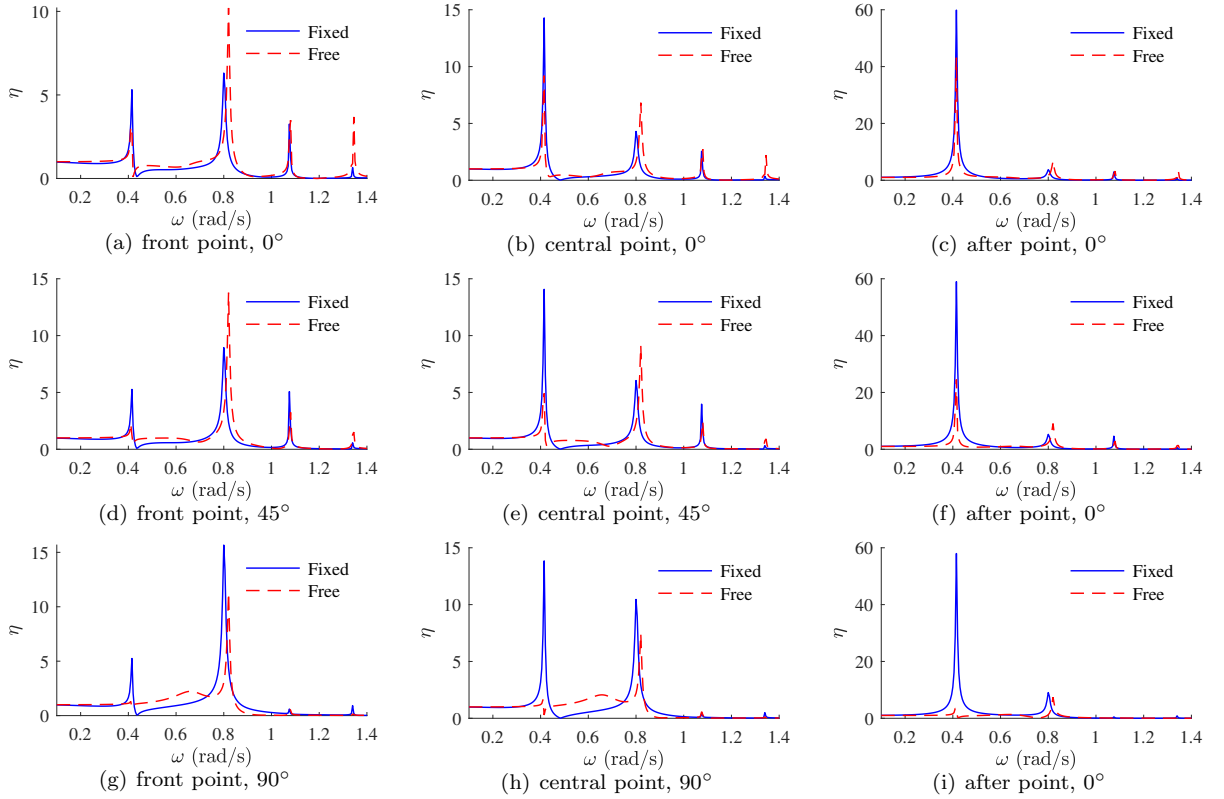 10
5
0
η
Fixed
Free
0.2 0.4 0.6 0.8 1 1.2 1.4
ω (rad/s)
(a) front point, 0°
15
10
5
0
η
Fixed
Free
0.2 0.4 0.6 0.8 1 1.2 1.4
ω (rad/s)
(b) central point, 0°
60
40
20
0
η
Fixed
Free
0.2 0.4 0.6 0.8 1 1.2 1.4
ω (rad/s)
(c) after point, 0°
15
10
5
0
η
Fixed
Free
0.2 0.4 0.6 0.8 1 1.2 1.4
ω (rad/s)
(d) front point, 45°
15
10
5
0
η
Fixed
Free
0.2 0.4 0.6 0.8 1 1.2 1.4
ω (rad/s)
(e) central point, 45°
60
40
20
0
η
Fixed
Free
0.2 0.4 0.6 0.8 1 1.2 1.4
ω (rad/s)
(f) after point, 0°
15
10
5
0
η
Fixed
Free
0.2 0.4 0.6 0.8 1 1.2 1.4
ω (rad/s)
(g) front point, 90°
15
10
5
0
η
Fixed
Free
0.2 0.4 0.6 0.8 1 1.2 1.4
ω (rad/s)
(h) central point, 90°
60
40
20
0
η
Fixed
Free
0.2 0.4 0.6 0.8 1 1.2 1.4
ω (rad/s)
(i) after point, 0°